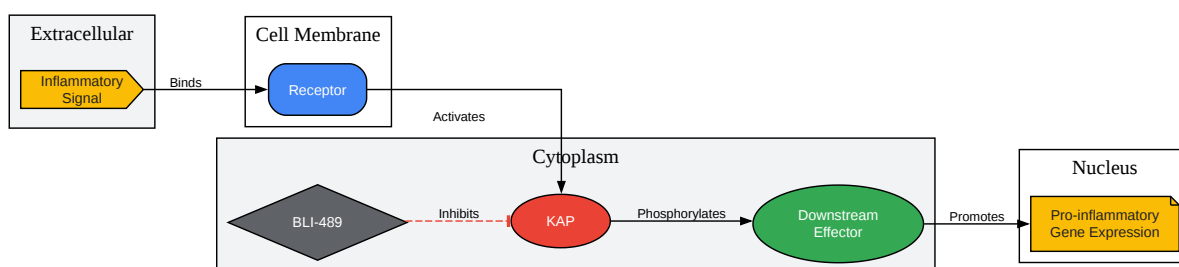 Extracellular
Inflammatory
Signal
Binds
Cell Membrane
Receptor
Activates
Cytoplasm
BLI-489
Inhibits
KAP
Phosphorylates
Downstream
Effector
Promotes
Nucleus
Pro-inflammatory
Gene Expression